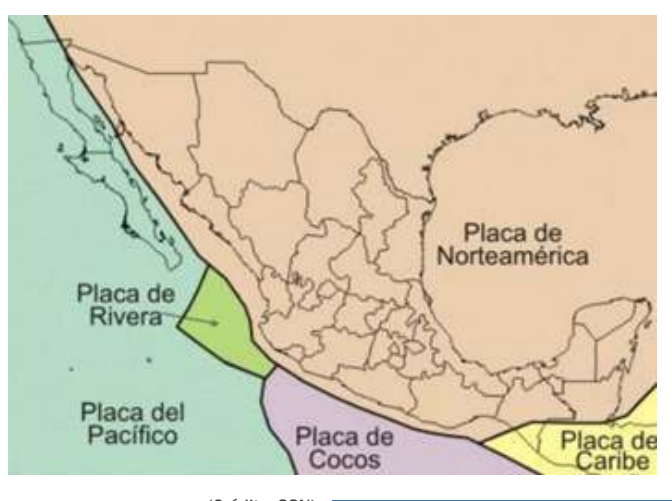 Placa de
Norteamérica
Placa de
Rivera
Placa del
Pacífico
Placa de
Cocos
Placa de
Caribe